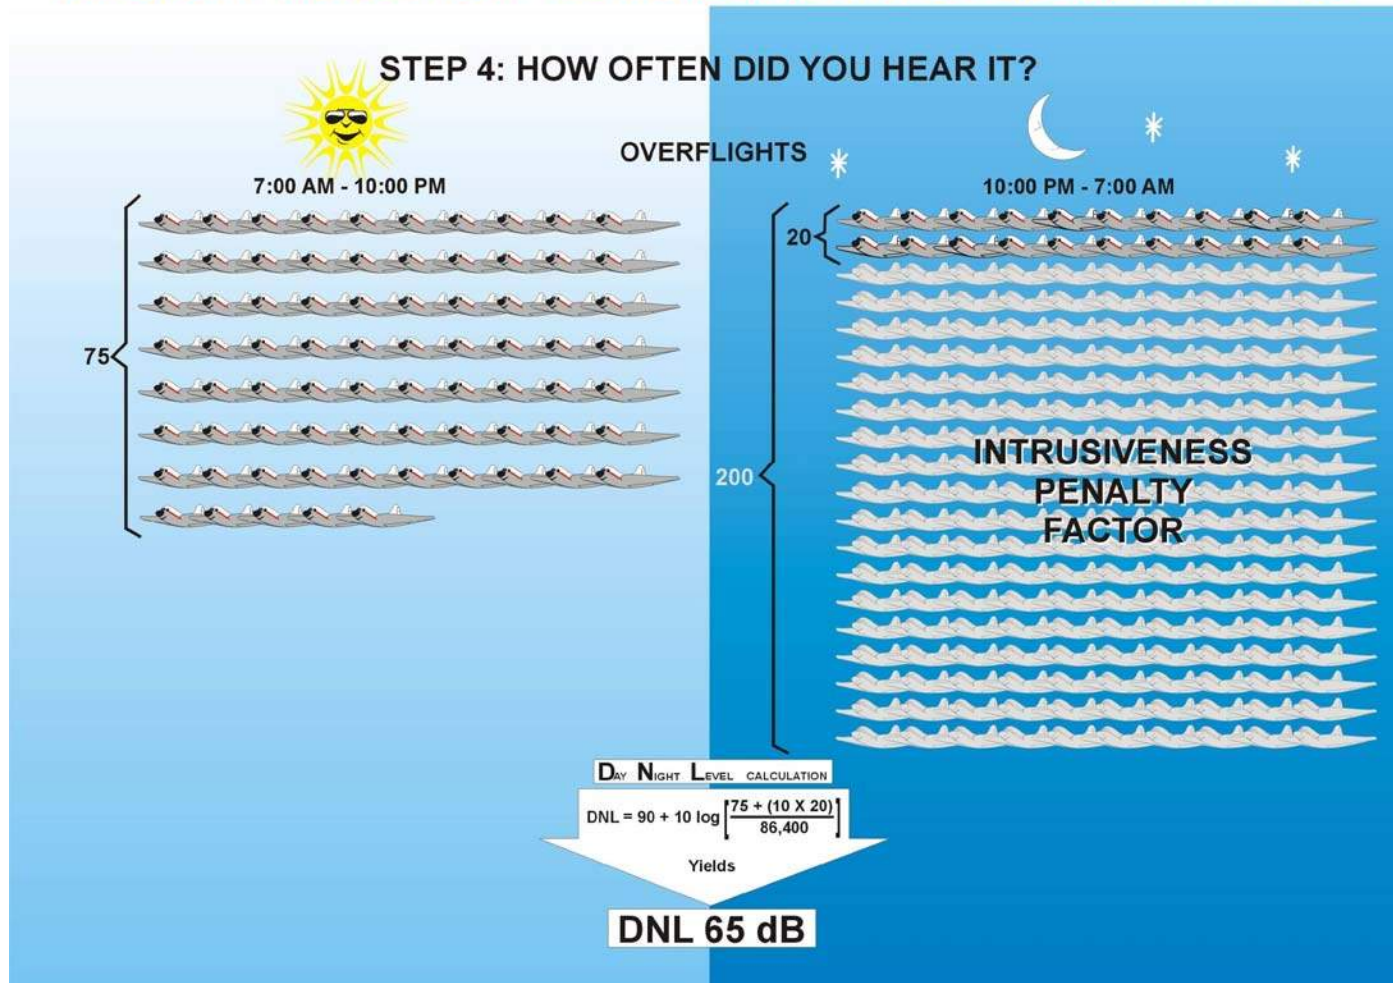 STEP 4: HOW OFTEN DID YOU HEAR IT?
OVERFLIGHTS
7:00 AM - 10:00 PM
75
10:00 PM - 7:00 AM
20
200
INTRUSIVENESS
PENALTY
FACTOR
DAY NIGHT LEVEL CALCULATION
DNL = 90 + 10 log [75 + (10 X 20) / 86,400]
Yields
DNL 65 dB